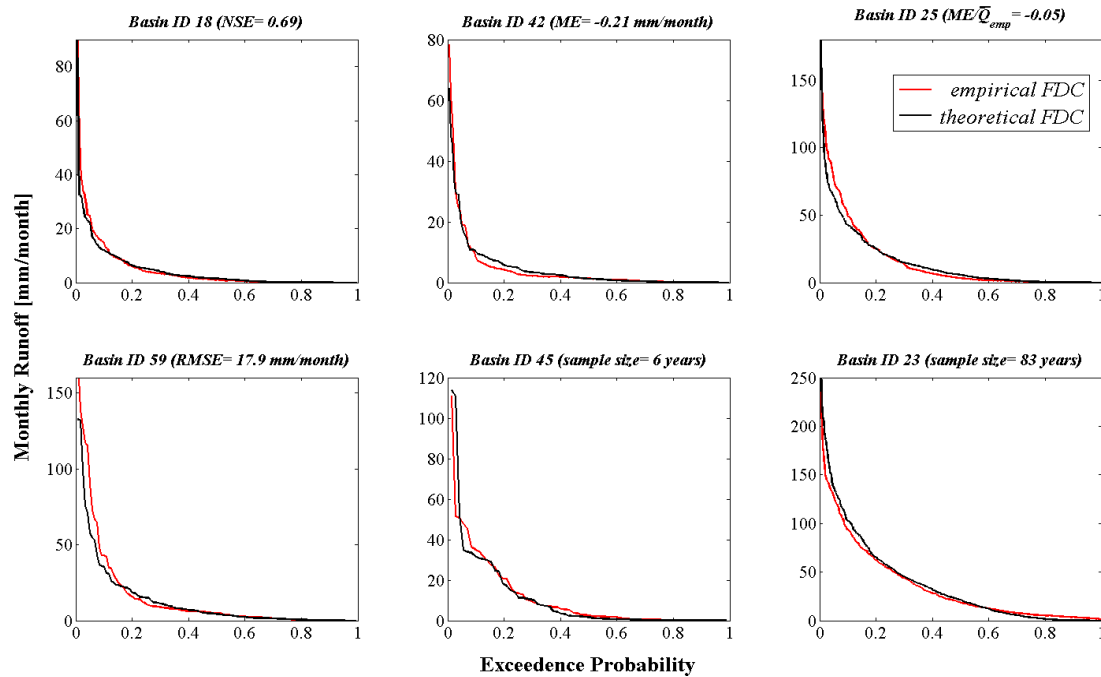 Basin ID 18 (NSE= 0.69)
Basin ID 42 (ME= -0.21 mm/month)
Basin ID 25 (ME/Q̅emp= -0.05)
80
60
40
20
0
0 0.2 0.4 0.6 0.8 1
80
60
40
20
0
0 0.2 0.4 0.6 0.8 1
150
100
50
0
0 0.2 0.4 0.6 0.8 1
empirical FDC
theoretical FDC
Monthly Runoff [mm/month]
Basin ID 59 (RMSE= 17.9 mm/month)
Basin ID 45 (sample size= 6 years)
Basin ID 23 (sample size= 83 years)
150
100
50
0
0 0.2 0.4 0.6 0.8 1
120
100
80
60
40
20
0
0 0.2 0.4 0.6 0.8 1
250
200
150
100
50
0
0 0.2 0.4 0.6 0.8 1
Exceedence Probability